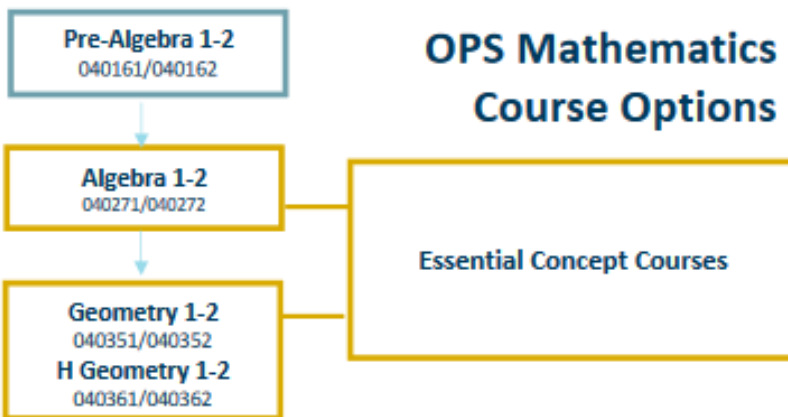 Pre-Algebra 1-2
040161/040162
OPS Mathematics
Course Options
Algebra 1-2
040271/040272
Essential Concept Courses
Geometry 1-2
040351/040352
H Geometry 1-2
040361/040362